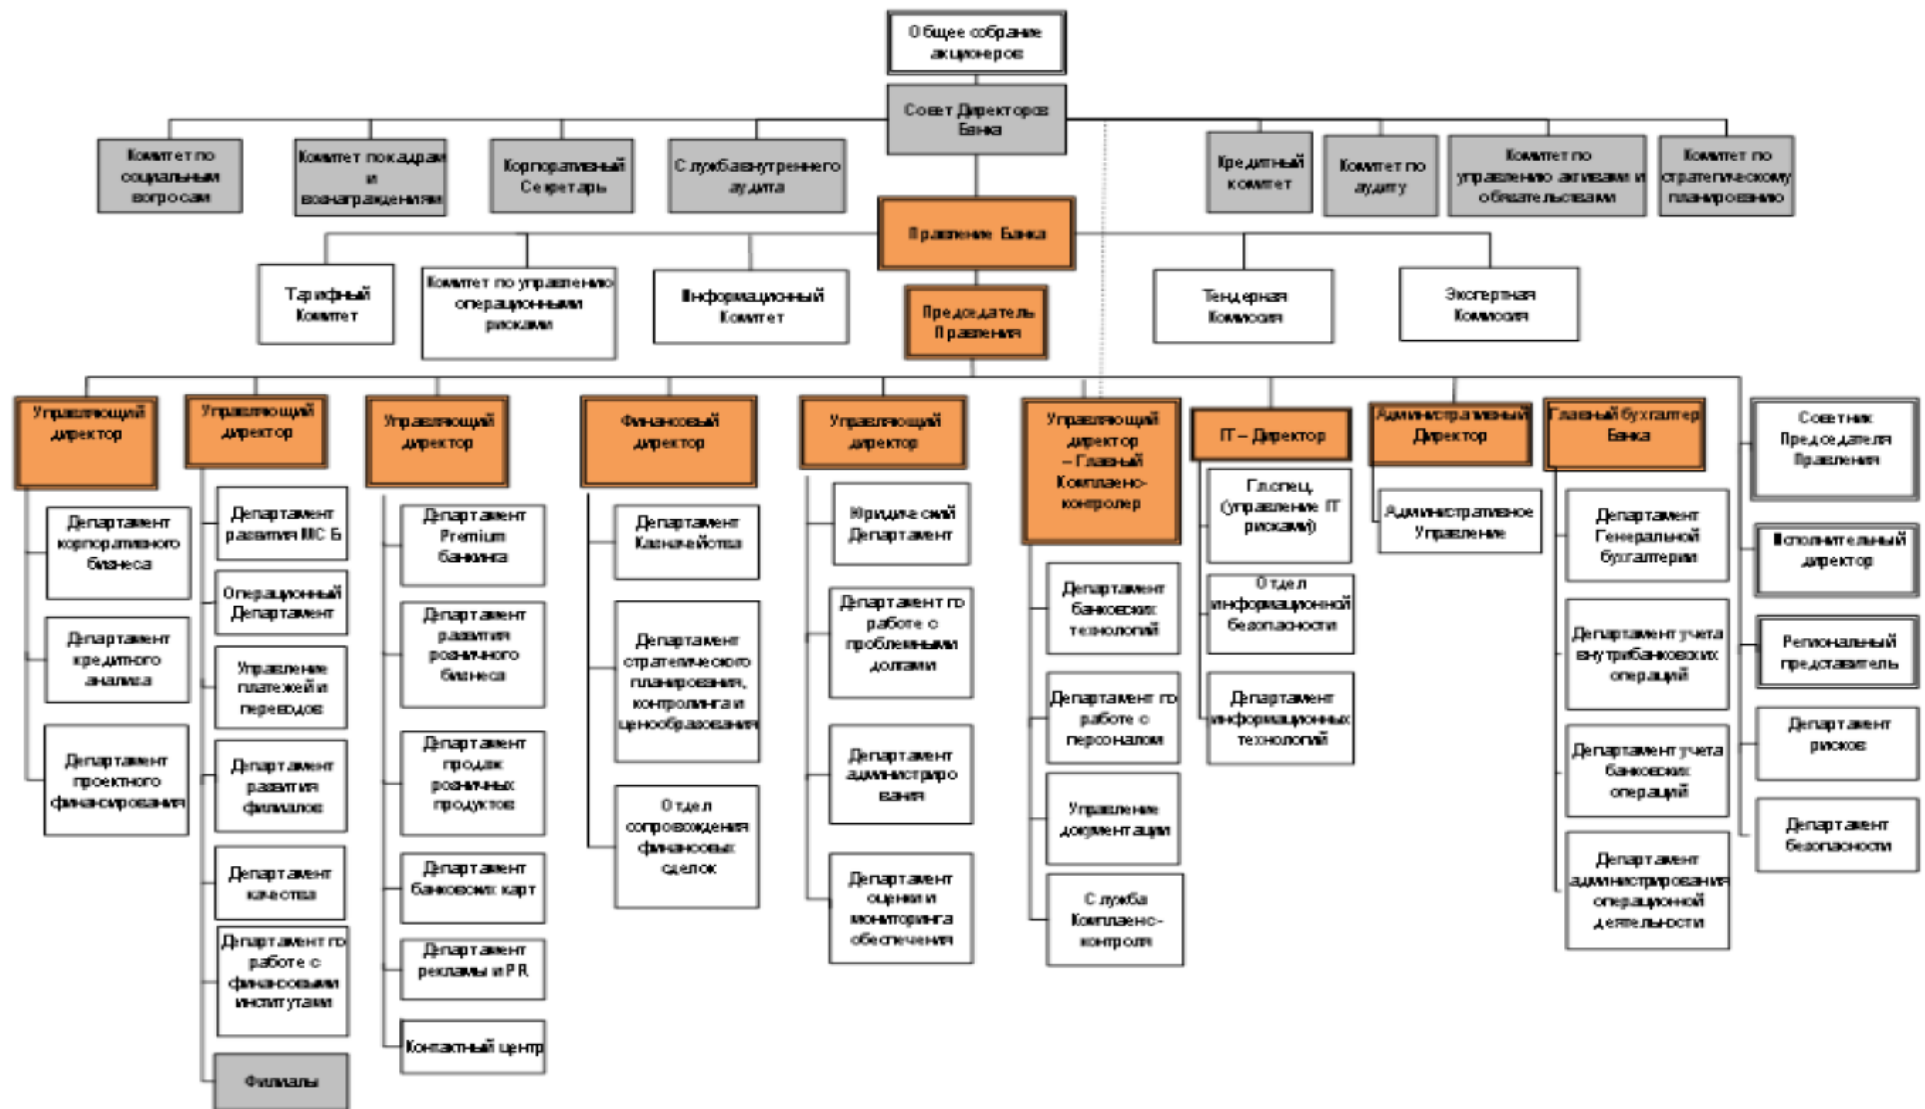 Общее собрание
акционеров
Совет Директоров
Банка
Комитет по
социальным
вопросам
Комитет по кадрам
и
вознаграждениям
Корпоративный
Секретарь
Служба внутреннего
аудита
Кредитный
комитет
Комитет по
аудиту
Комитет по
управлению активами и
обязательствами
Комитет по
стратегическому
планированию
Правление Банка
Тарифный
Комитет
Комитет по управлению
операционными
рисками
Информационный
Комитет
Председатель
Правления
Тендерная
Комиссия
Экспертная
Комиссия
Управляющий
директор
Департамент
корпоративного
бизнеса
Департамент
кредитного
анализа
Департамент
проектного
финансирования
Управляющий
директор
Департамент
развития МСБ
Операционный
Департамент
Управление
платежей и
переводов
Департамент
развития
филиалов
Департамент
качества
Департамент по
работе с
финансовыми
институтами
Филиалы
Управляющий
директор
Департамент
Premium
банкинга
Департамент
развития
розничного
бизнеса
Департамент
продаж
розничных
продуктов
Департамент
банковских карт
Департамент
рекламы и PR
Контактный центр
Финансовый
директор
Департамент
Казначейства
Департамент
стратегического
планирования,
контролинга и
ценообразования
Отдел
сопровождения
финансовых
сделок
Управляющий
директор
Юридический
Департамент
Департамент по
работе с
проблемными
долгами
Департамент
администриро
вания
Департамент
оценки и
мониторинга
обеспечения
Управляющий
директор
– Главный
Комплаенс-
контролер
Департамент
банковских
технологий
Департамент по
работе с
персоналом
Управление
документации
Служба
Комплаенс-
контроля
IT – Директор
Гл.спец.
(управление IT
рисками)
Отдел
информационной
безопасности
Департамент
информационных
технологий
Административный
Директор
Административное
Управление
Главный бухгалтер
Банка
Департамент
Генеральной
бухгалтерии
Департамент учета
внутрибанковских
операций
Департамент учета
банковских
операций
Департамент
администрирования
операционной
деятельности
Советник
Председателя
Правления
Исполнительный
директор
Региональный
представитель
Департамент
рисков
Департамент
безопасности